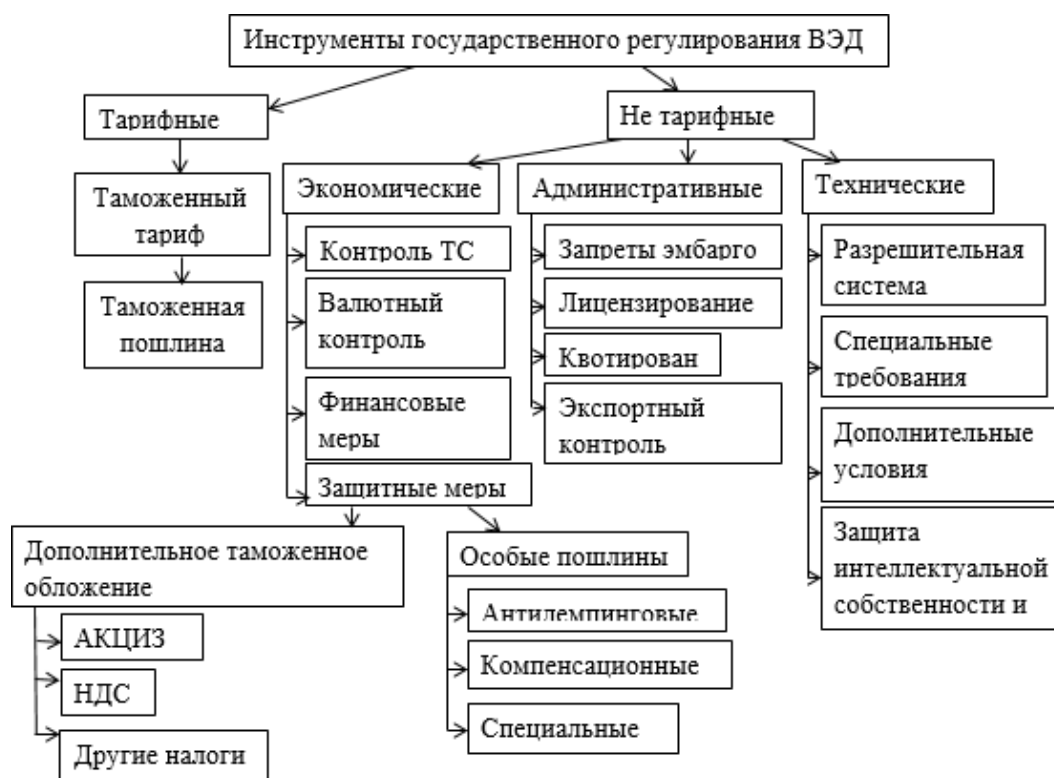 Инструменты государственного регулирования ВЭД
Тарифные
Не тарифные
Таможенный
тариф
Таможенная
пошлина
Экономические
Контроль ТС
Валютный
контроль
Финансовые
меры
Защитные меры
Административные
Запреты эмбарго
Лицензирование
Квотирован
Экспортный
контроль
Технические
Разрешительная
система
Специальные
требования
Дополнительные
условия
Защита
интеллектуальной
собственности и
Дополнительное таможенное
обложение
АКЦИЗ
НДС
Другие налоги
Особые пошлины
Антидемпинговые
Компенсационные
Специальные